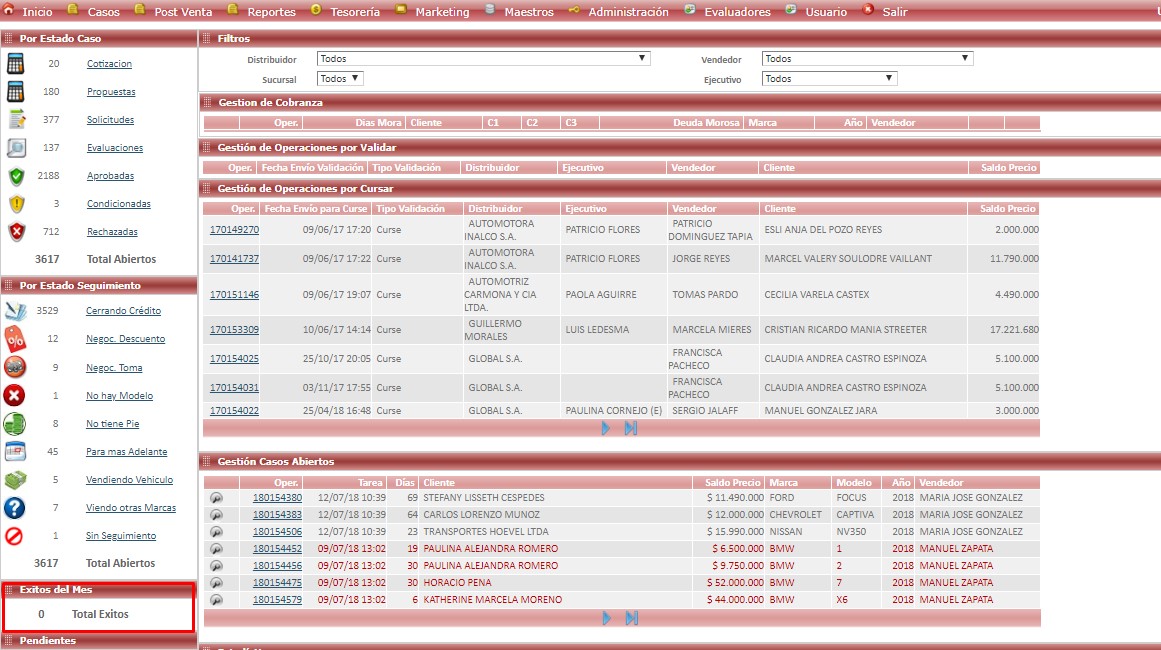 Inicio Casos Post Venta Reportes Tesorería Marketing Maestros Administración Evaluadores Usuario Salir
Por Estado Caso
20 Cotizacion
180 Propuestas
377 Solicitudes
137 Evaluaciones
2188 Aprobadas
3 Condicionadas
712 Rechazadas
3617 Total Abiertos
Por Estado Seguimiento
3529 Cerrando Crédito
12 Negoc. Descuento
9 Negoc. Toma
1 No hay Modelo
8 No tiene Pie
45 Para mas Adelante
5 Vendiendo Vehiculo
7 Viendo otras Marcas
1 Sin Seguimiento
3617 Total Abiertos
Exitos del Mes
0 Total Exitos
Pendientes
Filtros
Distribuidor Todos Vendedor Todos
Sucursal Todos Ejecutivo Todos
Gestion de Cobranza
Oper. Días Mora Cliente C1 C2 C3 Deuda Morosa Marca Año Vendedor
Gestión de Operaciones por Validar
Oper. Fecha Envío Validación Tipo Validación Distribuidor Ejecutivo Vendedor Cliente Saldo Precio
Gestión de Operaciones por Cursar
Oper. Fecha Envío para Curse Tipo Validación Distribuidor Ejecutivo Vendedor Cliente Saldo Precio
170149270 09/06/17 17:20 Curse AUTOMOTORA INALCO S.A. PATRICIO FLORES PATRICIO DOMINGUEZ TAPIA ESLI ANJA DEL POZO REYES 2.000.000
170141737 09/06/17 17:22 Curse AUTOMOTORA INALCO S.A. PATRICIO FLORES JORGE REYES MARCEL VALERY SOULODRE VAILLANT 11.790.000
170151146 09/06/17 19:07 Curse AUTOMOTRIZ CARMONA Y CIA LTDA. PAOLA AGUIRRE TOMAS PARDO CECILIA VARELA CASTEX 4.490.000
170153309 10/06/17 14:14 Curse GUILLERMO MORALES LUIS LEDESMA MARCELA MIERES CRISTIAN RICARDO MANIA STREETER 17.221.680
170154025 25/10/17 20:05 Curse GLOBAL S.A. FRANCISCA PACHECO CLAUDIA ANDREA CASTRO ESPINOZA 5.100.000
170154031 03/11/17 17:55 Curse GLOBAL S.A. FRANCISCA PACHECO CLAUDIA ANDREA CASTRO ESPINOZA 5.100.000
170154022 25/04/18 16:48 Curse GLOBAL S.A. PAULINA CORNEJO (E) SERGIO JALAFF MANUEL GONZALEZ JARA 3.000.000
Gestión Casos Abiertos
Oper. Tarea Días Cliente Saldo Precio Marca Modelo Año Vendedor
180154380 12/07/18 10:39 69 STEFANY LISSETH CESPEDES $ 11.490.000 FORD FOCUS 2018 MARIA JOSE GONZALEZ
180154383 12/07/18 10:39 64 CARLOS LORENZO MUNOZ $ 12.000.000 CHEVROLET CAPTIVA 2018 MARIA JOSE GONZALEZ
180154506 12/07/18 10:39 23 TRANSPORTES HOEVEL LTDA $ 15.990.000 NISSAN NV350 2018 MARIA JOSE GONZALEZ
180154452 09/07/18 13:02 19 PAULINA ALEJANDRA ROMERO $ 6.500.000 BMW 1 2018 MANUEL ZAPATA
180154456 09/07/18 13:02 30 PAULINA ALEJANDRA ROMERO $ 9.750.000 BMW 2 2018 MANUEL ZAPATA
180154475 09/07/18 13:02 30 HORACIO PENA $ 52.000.000 BMW 7 2018 MANUEL ZAPATA
180154579 09/07/18 13:02 6 KATHERINE MARCELA MORENO $ 44.000.000 BMW X6 2018 MANUEL ZAPATA